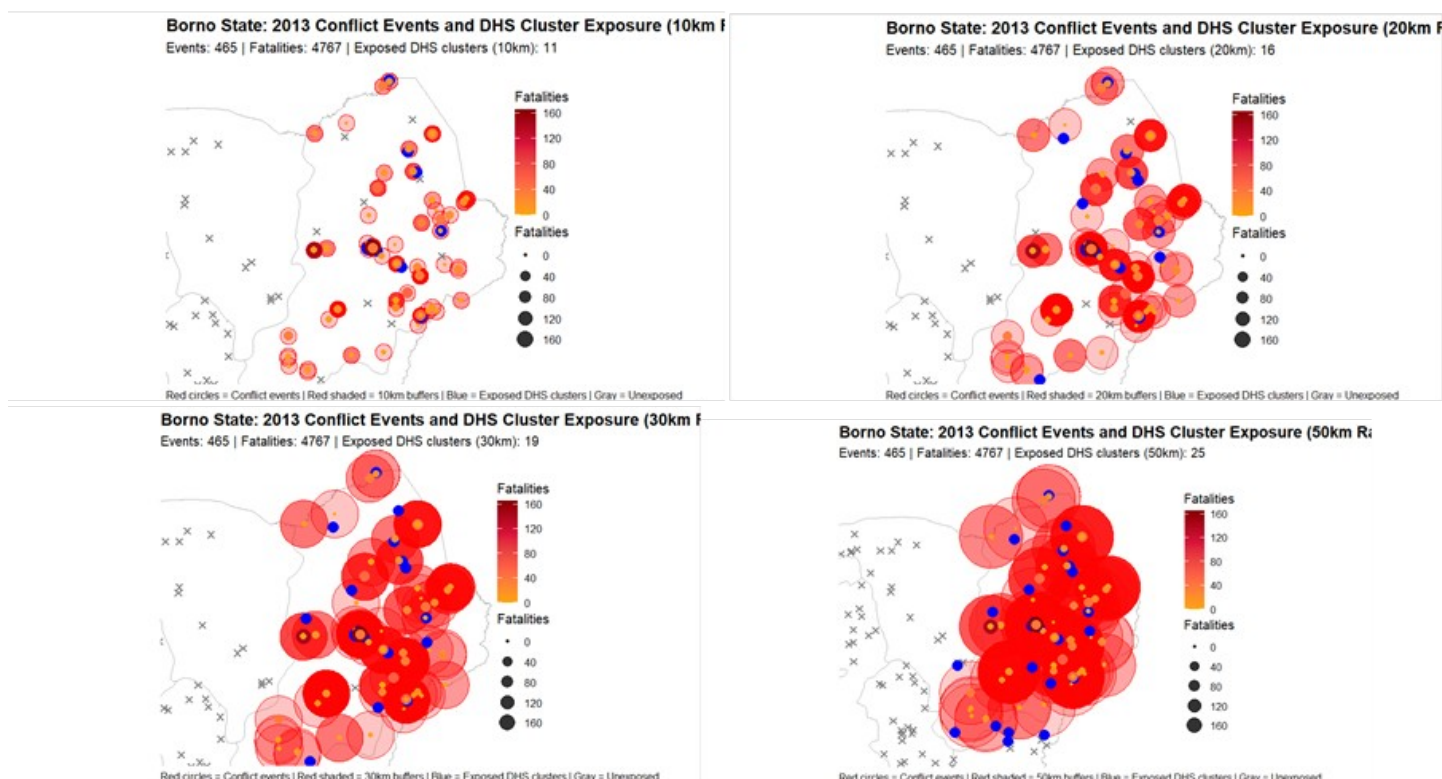 Borno State: 2013 Conflict Events and DHS Cluster Exposure (10km
Events: 465 | Fatalities: 4767 | Exposed DHS clusters (10km): 11
Fatalities
160
120
80
40
0
Fatalities
0
40
80
120
160
Red circles = Conflict events | Red shaded = 10km buffers | Blue = Exposed DHS clusters | Gray = Unexposed
Borno State: 2013 Conflict Events and DHS Cluster Exposure (20km
Events: 465 | Fatalities: 4767 | Exposed DHS clusters (20km): 16
Fatalities
160
120
80
40
0
Fatalities
0
40
80
120
160
Red circles = Conflict events | Red shaded = 20km buffers | Blue = Exposed DHS clusters | Gray = Unexposed
Borno State: 2013 Conflict Events and DHS Cluster Exposure (30km
Events: 465 | Fatalities: 4767 | Exposed DHS clusters (30km): 19
Fatalities
160
120
80
40
0
Fatalities
0
40
80
120
160
Red circles = Conflict events | Red shaded = 30km buffers | Blue = Exposed DHS clusters | Gray = Unexposed
Borno State: 2013 Conflict Events and DHS Cluster Exposure (50km Ra
Events: 465 | Fatalities: 4767 | Exposed DHS clusters (50km): 25
Fatalities
160
120
80
40
0
Fatalities
0
40
80
120
160
Red circles = Conflict events | Red shaded = 50km buffers | Blue = Exposed DHS clusters | Gray = Unexposed